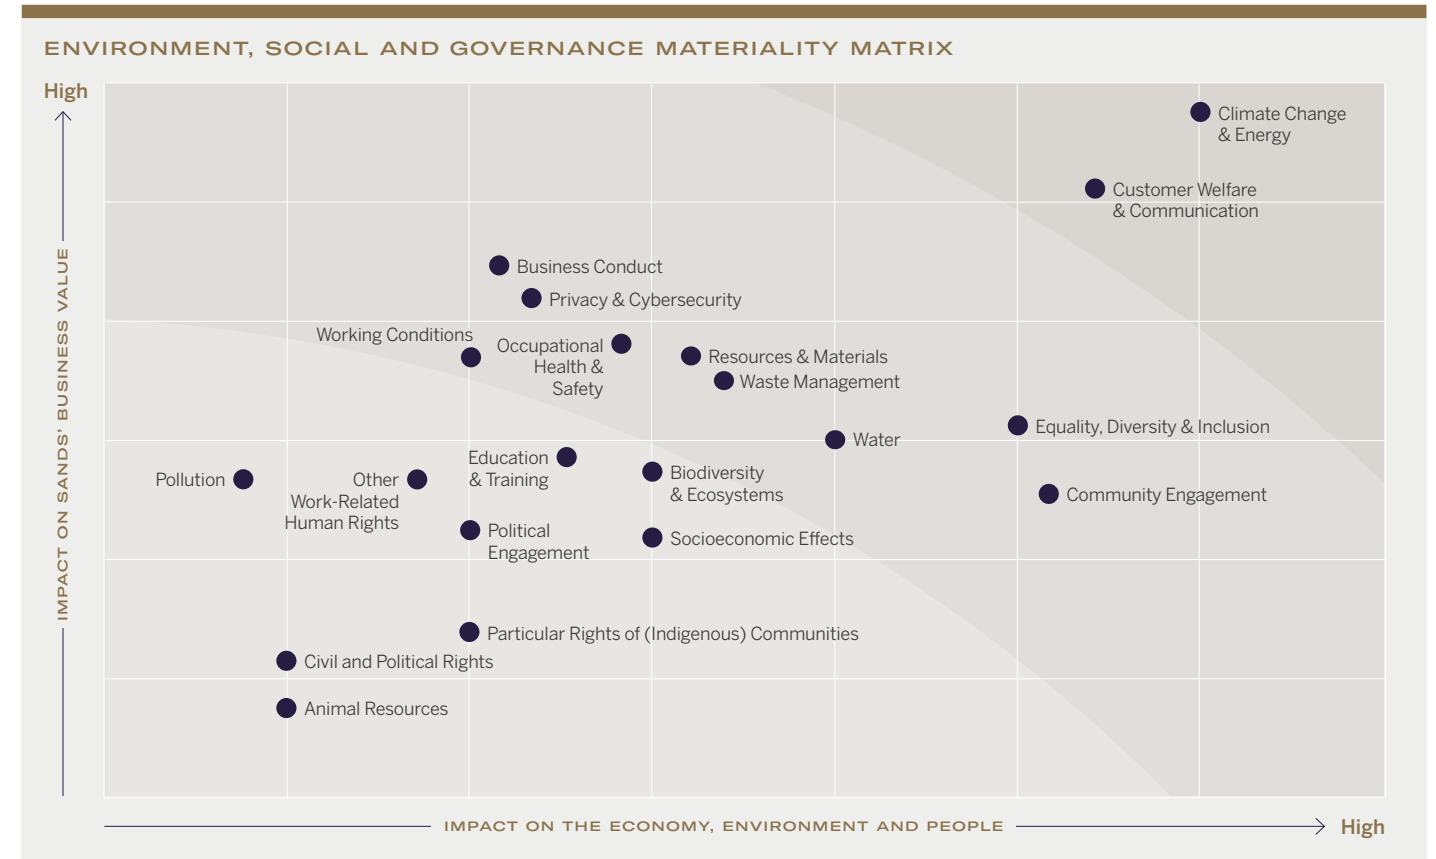 ENVIRONMENT, SOCIAL AND GOVERNANCE MATERIALITY MATRIX
High
IMPACT ON SANDS' BUSINESS VALUE
Climate Change
& Energy
Customer Welfare
& Communication
Business Conduct
Privacy & Cybersecurity
Working Conditions
Occupational
Health &
Safety
Resources & Materials
Waste Management
Equality, Diversity & Inclusion
Water
Education
& Training
Biodiversity
& Ecosystems
Pollution
Other
Work-Related
Human Rights
Community Engagement
Political
Engagement
Socioeconomic Effects
Particular Rights of (Indigenous) Communities
Civil and Political Rights
Animal Resources
IMPACT ON THE ECONOMY, ENVIRONMENT AND PEOPLE
High